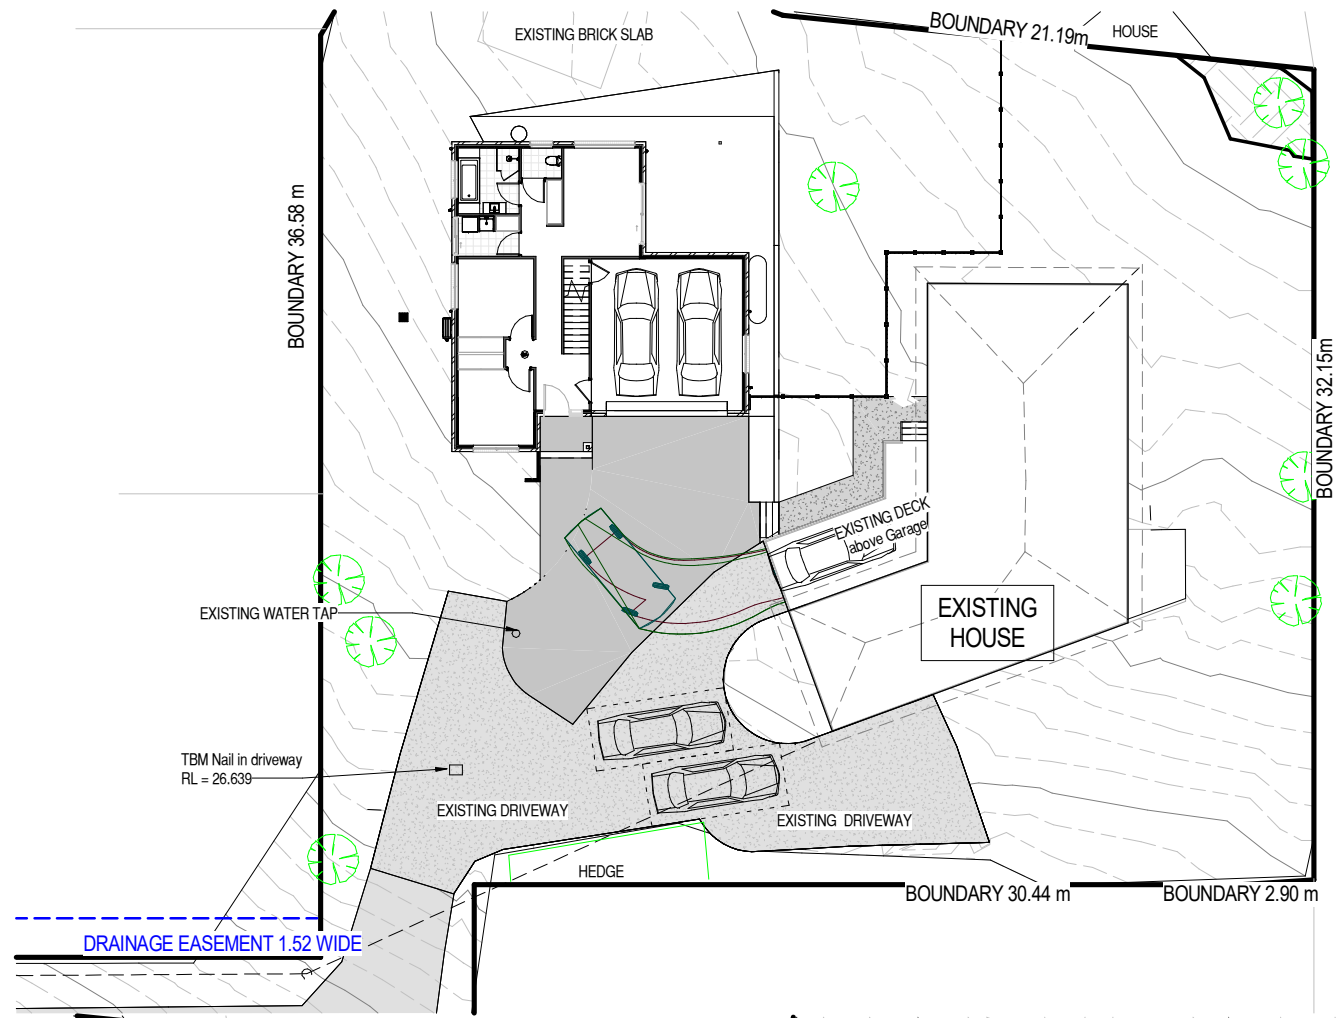 BOUNDARY 21.19m
HOUSE
EXISTING BRICK SLAB
BOUNDARY 36.58 m
BOUNDARY 32.15m
EXISTING DECK
above Garage
EXISTING
HOUSE
EXISTING WATER TAP
TBM Nail in driveway
RL = 26.639
EXISTING DRIVEWAY
EXISTING DRIVEWAY
HEDGE
BOUNDARY 30.44 m
BOUNDARY 2.90 m
DRAINAGE EASEMENT 1.52 WIDE